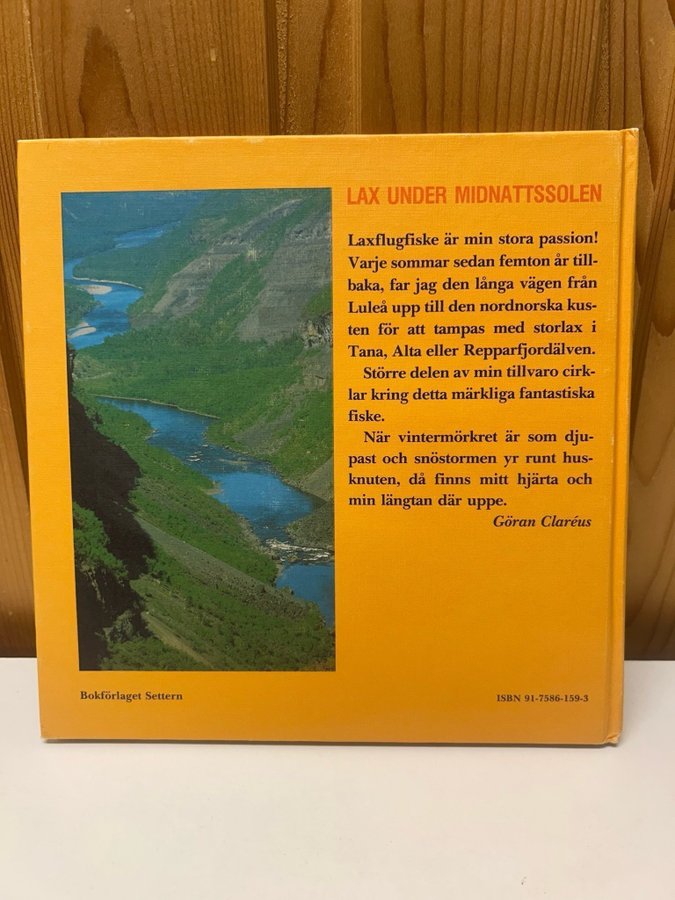 LAX UNDER MIDNATTSSOLEN
Laxflugfiske är min stora passion!
Varje sommar sedan femton år till-
baka, far jag den långa vägen från
Luleå upp till den nordnorska kus-
ten för att tampas med storlax i
Tana, Alta eller Repparfjordälven.
Större delen av min tillvaro cirk-
lar kring detta märkliga fantastiska
fiske.
När vintermörkret är som dju-
past och snöstormen yr runt hus-
knuten, då finns mitt hjärta och
min längtan där uppe.
Göran Claréus
Bokförlaget Settern
ISBN 91-7586-159-3